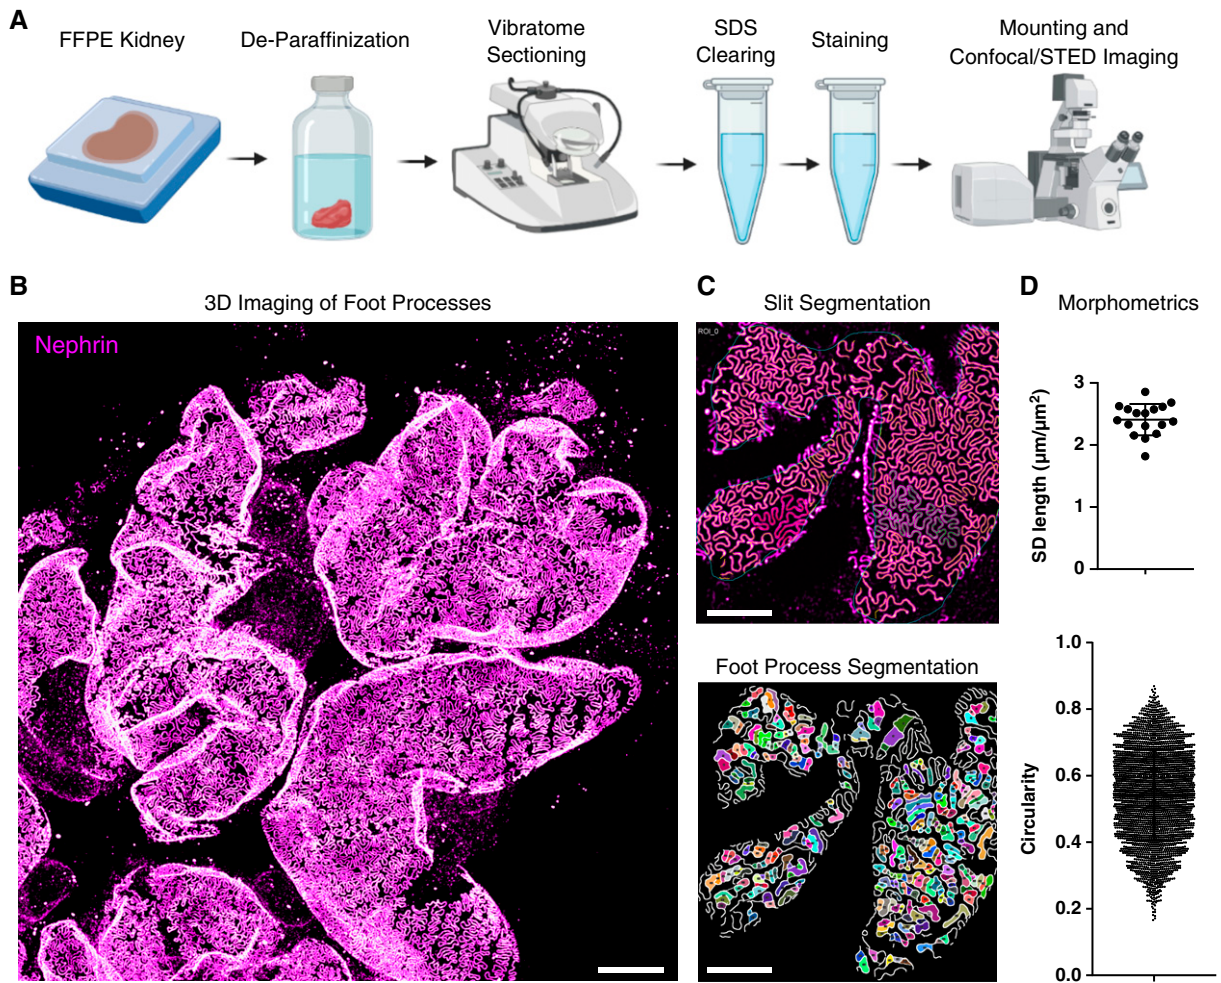 A
FFPE Kidney
De-Paraffinization
Vibratome
Sectioning
SDS
Clearing
Staining
Mounting and
Confocal/STED Imaging
B
3D Imaging of Foot Processes
Nephrin
C
Slit Segmentation
ROI_0
Foot Process Segmentation
D
Morphometrics
3
2
1
0
SD length (µm/µm²)
1.0
0.8
0.6
0.4
0.2
0.0
Circularity